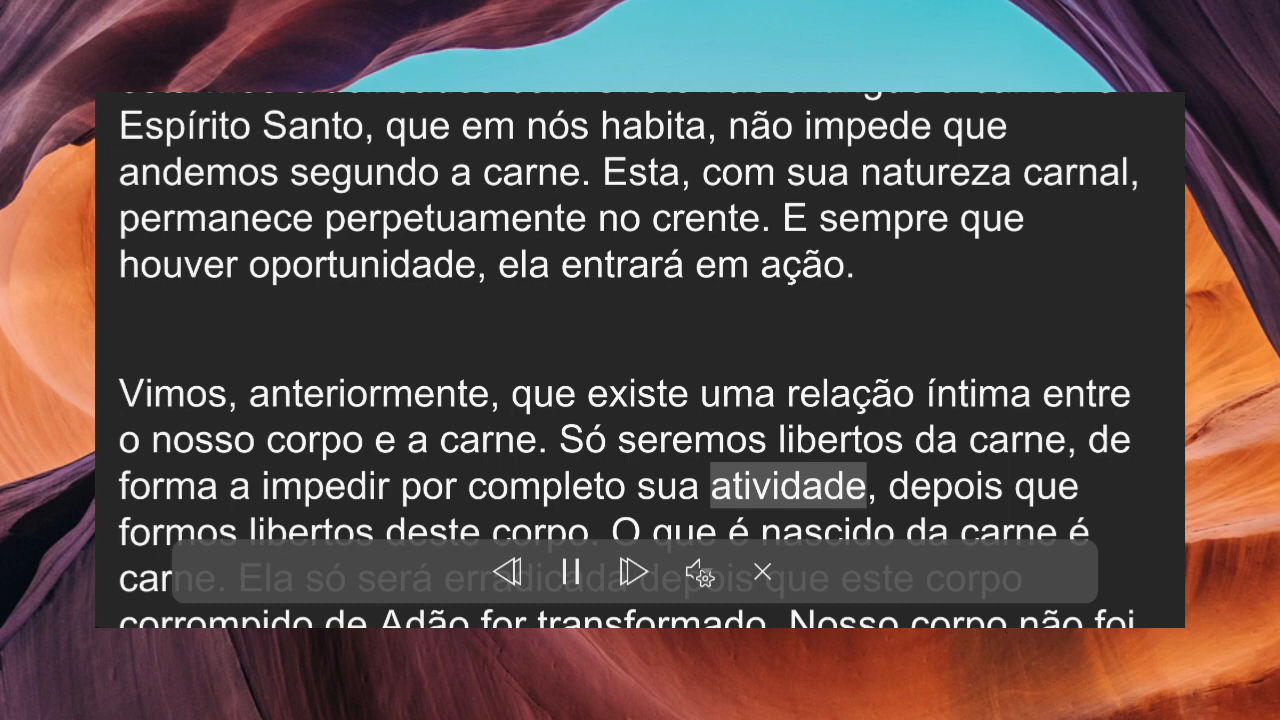 Espírito Santo, que em nós habita, não impede que
andemos segundo a carne. Esta, com sua natureza carnal,
permanece perpetuamente no crente. E sempre que
houver oportunidade, ela entrará em ação.
Vimos, anteriormente, que existe uma relação íntima entre
o nosso corpo e a carne. Só seremos libertos da carne, de
forma a impedir por completo sua atividade, depois que
formos libertos deste corpo. O que é nascido da carne é
carne. Ela só será erradicada depois que este corpo
corrompido de Adão for transformado. Nosso corpo não foi